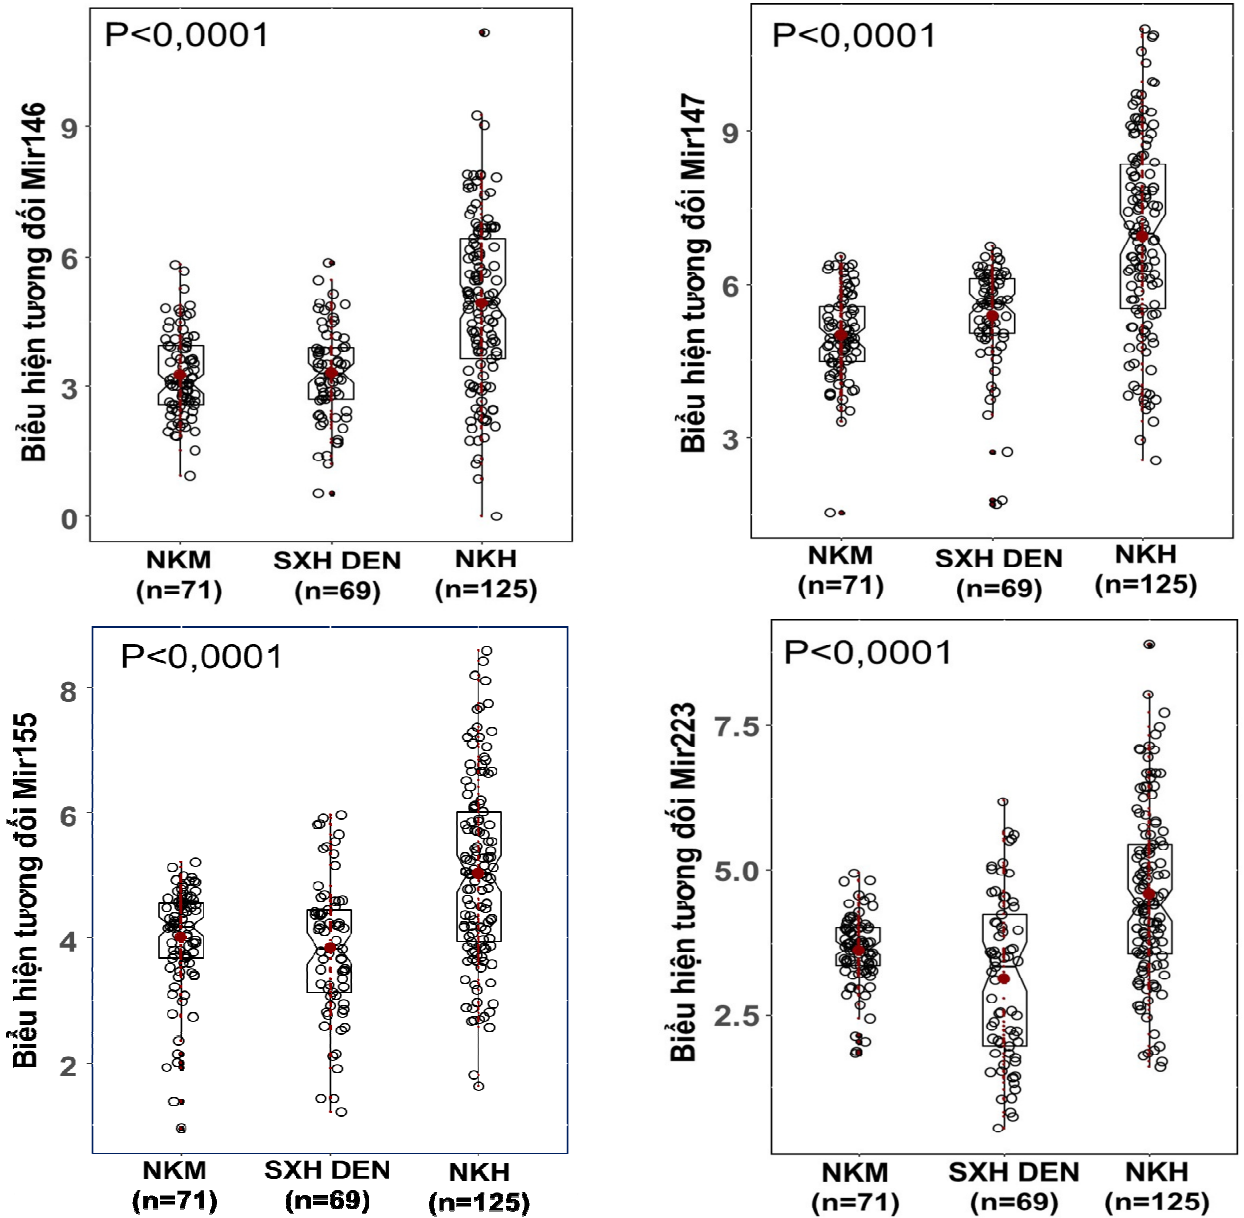 P<0,0001
Biểu hiện tương đối Mir146
9
6
3
0
NKM
(n=71)
SXH DEN
(n=69)
NKH
(n=125)
P<0,0001
Biểu hiện tương đối Mir147
9
6
3
NKM
(n=71)
SXH DEN
(n=69)
NKH
(n=125)
P<0,0001
Biểu hiện tương đối Mir155
8
6
4
2
NKM
(n=71)
SXH DEN
(n=69)
NKH
(n=125)
P<0,0001
Biểu hiện tương đối Mir223
7.5
5.0
2.5
NKM
(n=71)
SXH DEN
(n=69)
NKH
(n=125)